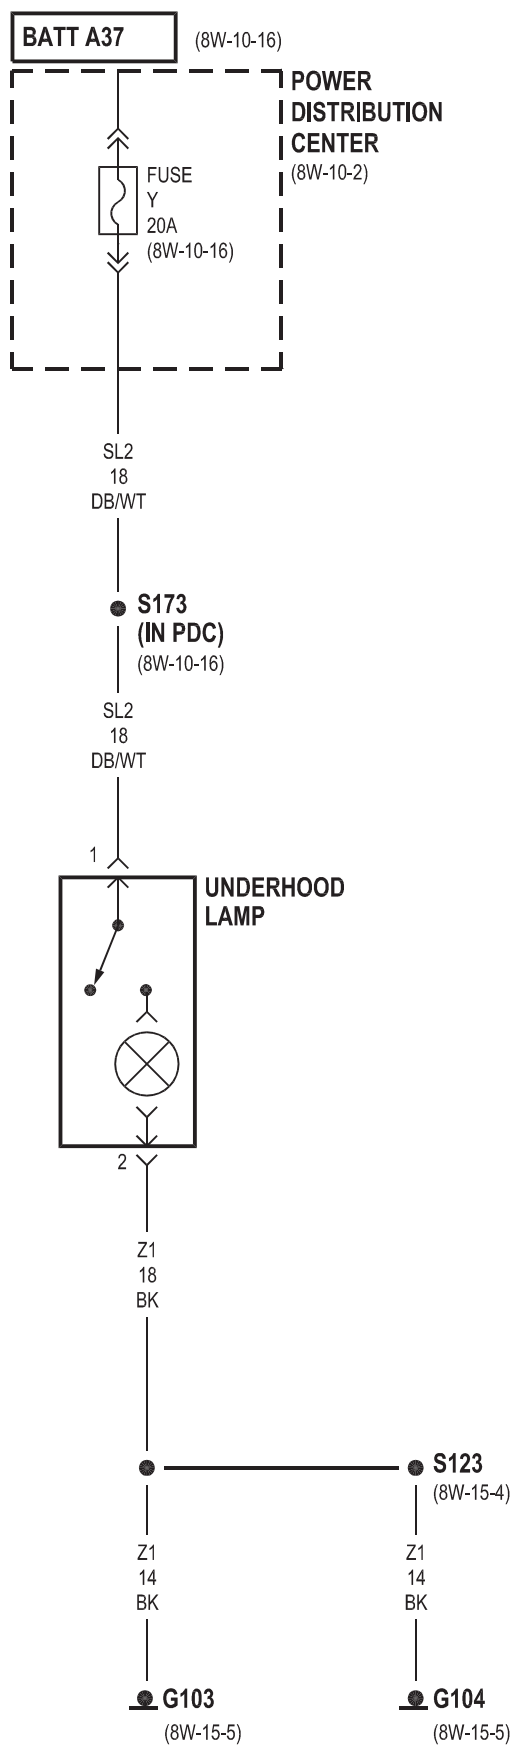 BATT A37
(8W-10-16)
POWER
DISTRIBUTION
CENTER
(8W-10-2)
FUSE
Y
20A
(8W-10-16)
SL2
18
DB/WT
S173
(IN PDC)
(8W-10-16)
SL2
18
DB/WT
1
UNDERHOOD
LAMP
2
Z1
18
BK
S123
(8W-15-4)
Z1
14
BK
Z1
14
BK
G103
(8W-15-5)
G104
(8W-15-5)